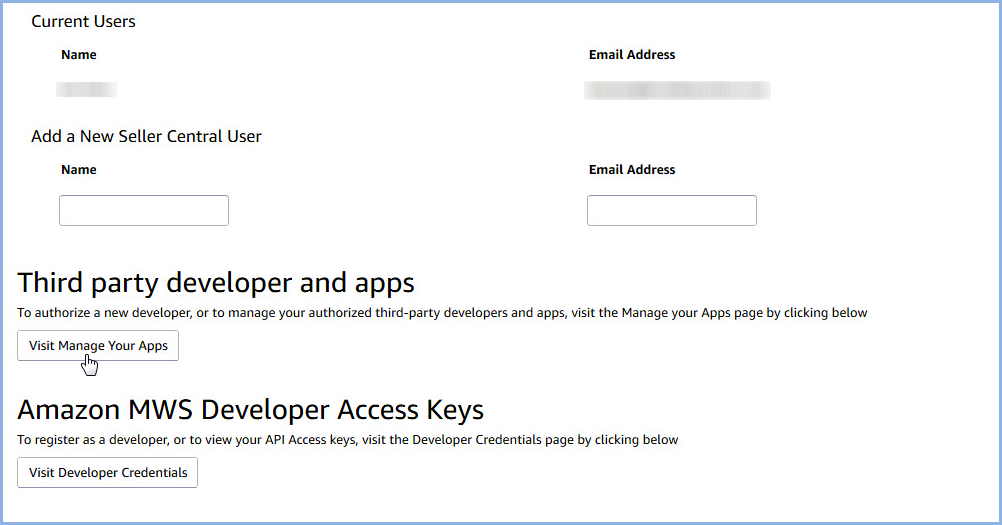 Current Users
Name Email Address
Add a New Seller Central User
Name Email Address
Third party developer and apps
To authorize a new developer, or to manage your authorized third-party developers and apps, visit the Manage your Apps page by clicking below
Visit Manage Your Apps
Amazon MWS Developer Access Keys
To register as a developer, or to view your API Access keys, visit the Developer Credentials page by clicking below
Visit Developer Credentials